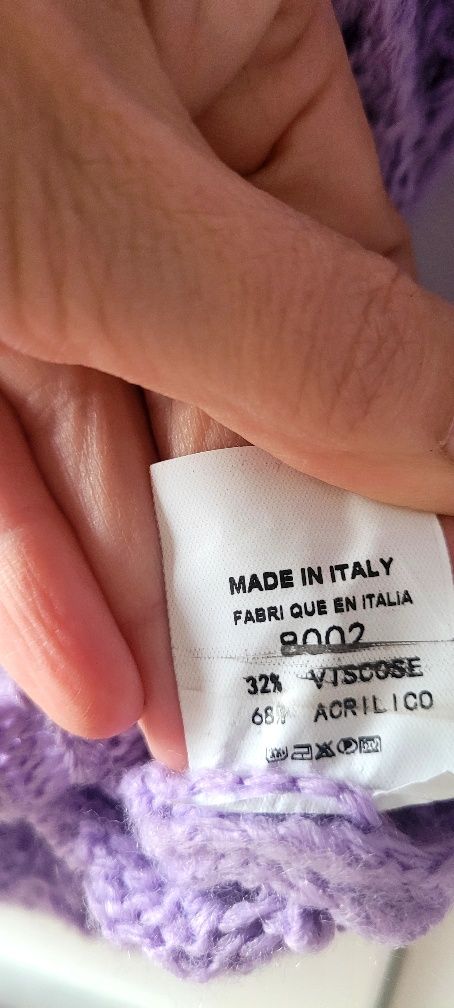 MADE IN ITALY
FABRI QUE EN ITALIA
8002
32% VISCOSE
68% ACRILICO